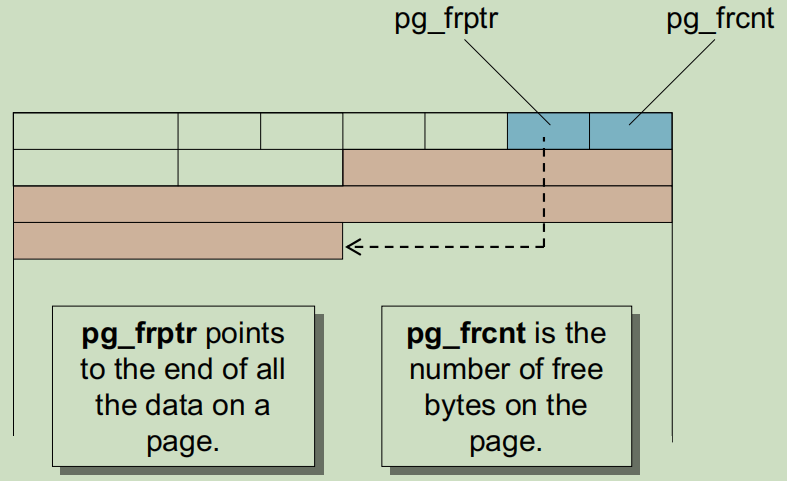 pg_frptr
pg_frcnt
pg_frptr points
to the end of all
the data on a
page.
pg_frcnt is the
number of free
bytes on the
page.